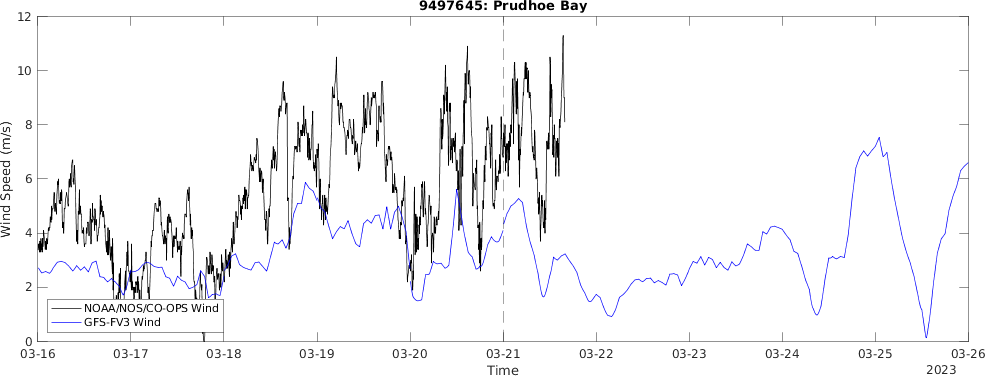 9497645: Prudhoe Bay
Wind Speed (m/s)
12
10
8
6
4
2
0
NOAA/NOS/CO-OPS Wind
GFS-FV3 Wind
03-16 03-17 03-18 03-19 03-20 03-21 03-22 03-23 03-24 03-25 03-26
Time
2023